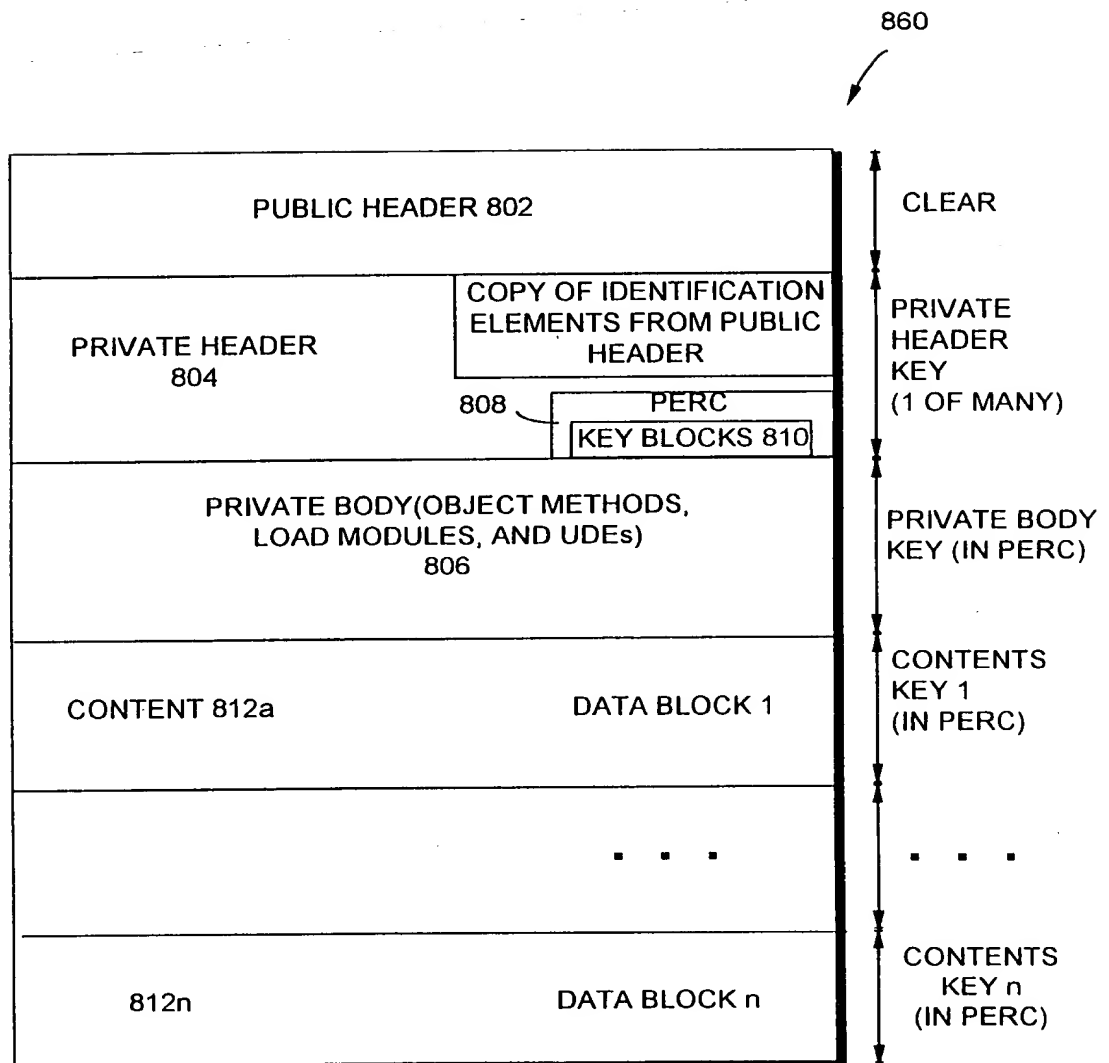 860
PUBLIC HEADER 802
CLEAR
COPY OF IDENTIFICATION
ELEMENTS FROM PUBLIC
HEADER
PRIVATE HEADER
804
808
PERC
KEY BLOCKS 810
PRIVATE
HEADER
KEY
(1 OF MANY)
PRIVATE BODY(OBJECT METHODS,
LOAD MODULES, AND UDEs)
806
PRIVATE BODY
KEY (IN PERC)
CONTENT 812a
DATA BLOCK 1
CONTENTS
KEY 1
(IN PERC)
. . .
. . .
812n
DATA BLOCK n
CONTENTS
KEY n
(IN PERC)